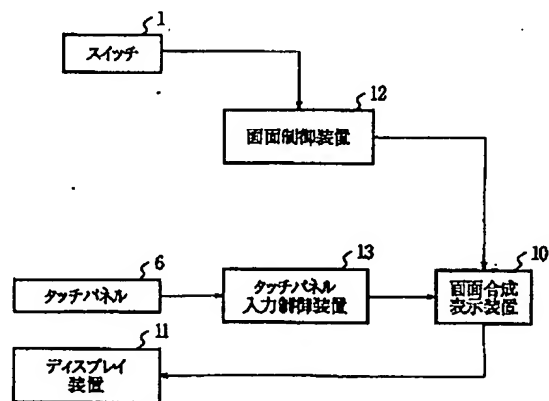 1
スイッチ
12
画面制御装置
6
タッチパネル
13
タッチパネル
入力制御装置
10
画面合成
表示装置
11
ディスプレイ
装置